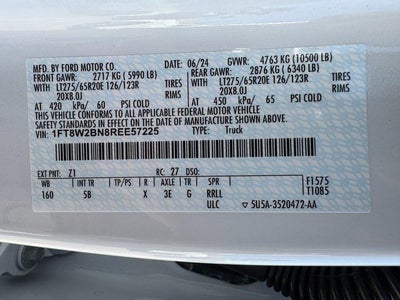 MFD. BY FORD MOTOR CO. 06/24 GVWR: 4763 KG (10500 LB)
FRONT GAWR: 2717 KG ( 5990 LB) REAR GAWR: 2876 KG ( 6340 LB)
WITH LT275/65R20E 126/123R TIRES WITH LT275/65R20E 126/123R TIRES
20X8.0J RIMS 20X8.0J RIMS
AT 420 kPa/ 60 PSI COLD AT 450 kPa/ 65 PSI COLD
THIS VEHICLE CONFORMS TO ALL APPLICABLE FEDERAL MOTOR VEHICLE
SAFETY STANDARDS IN EFFECT ON THE DATE OF MANUFACTURE SHOWN ABOVE.
VIN: 1FT8W2BN8REE57225 TYPE: Truck
EXT PNT: Z1 RC: 27 DSO:
WB INT TR TP/PS R AXLE TR SPR F1575
160 5B X 3E G RRLL T1085
ULC 5U5A-3520472-AA